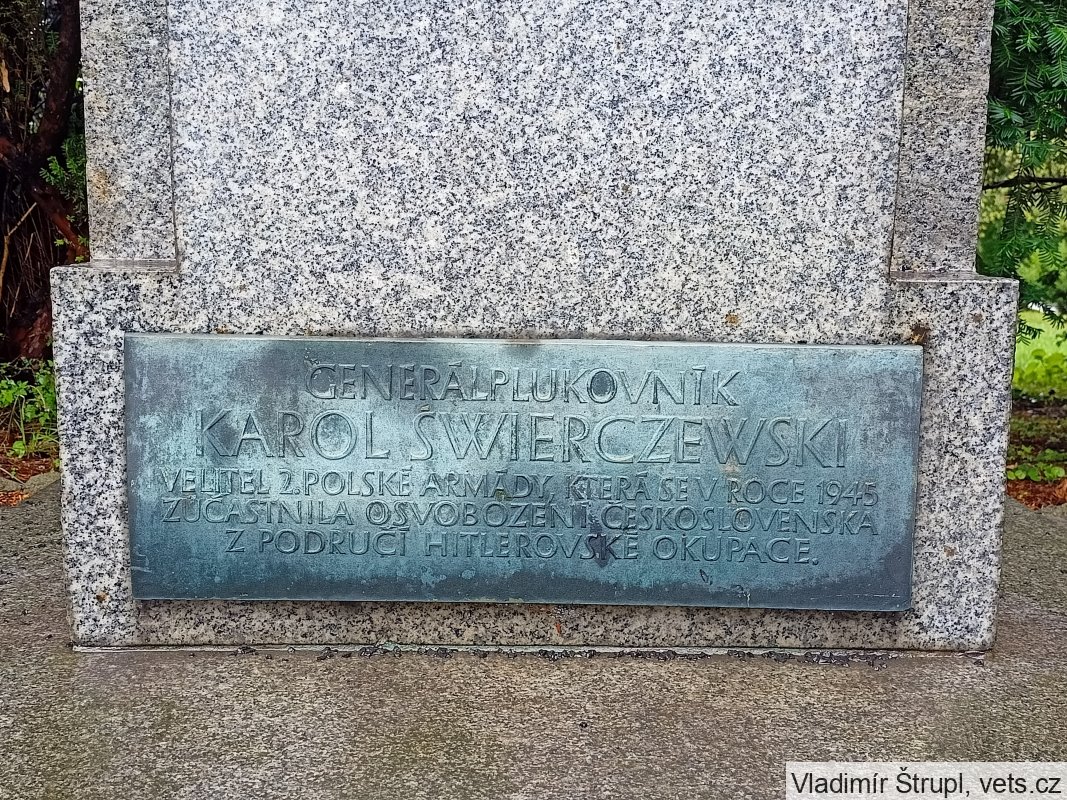 GENERÁLPLUKOVNÍK
KAROL ŚWIERCZEWSKI
VELITEL 2. POLSKÉ ARMÁDY, KTERÁ SE V ROCE 1945
ZÚČASTNILA OSVOBOZENÍ ČESKOSLOVENSKA
Z PODRUČÍ HITLEROVSKÉ OKUPACE.
Vladimír Štrupl, vets.cz